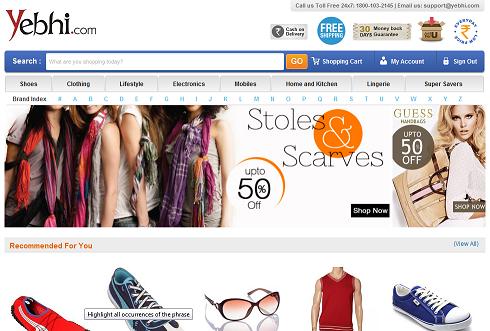 Yebhi.com
Call us Toll Free 24x7: 1800-103-2145 | Email us: support@yebhi.com
Cash on Delivery
FREE SHIPPING
30 Money back DAYS Guarantee
EVERYDAY
Search : What are you shopping today? GO Shopping Cart My Account Sign Out
Shoes Clothing Lifestyle Electronics Mobiles Home and Kitchen Lingerie Super Savers
Brand Index # A B C D E F G H I J K L M N O P Q R S T U V W X Y Z
Stoles & Scarves
upto 50% Off
Shop Now
GUESS
HANDBAGS
UPTO
50
OFF
SHOP NOW
Recommended For You (View All)
Highlight all occurrences of the phrase